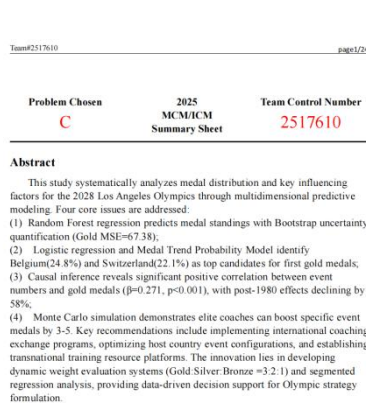 Team#2517610 page1/24
Problem Chosen 2025 Team Control Number
C MCM/ICM 2517610
Summary Sheet
Abstract
This study systematically analyzes medal distribution and key influencing
factors for the 2028 Los Angeles Olympics through multidimensional predictive
modeling. Four core issues are addressed:
(1) Random Forest regression predicts medal standings with Bootstrap uncertainty
quantification (Gold MSE=67.38);
(2) Logistic regression and Medal Trend Probability Model identify
Belgium(24.8%) and Switzerland(22.1%) as top candidates for first gold medals;
(3) Causal inference reveals significant positive correlation between event
numbers and gold medals (β=0.271, p<0.001), with post-1980 effects declining by
58%;
(4) Monte Carlo simulation demonstrates elite coaches can boost specific event
medals by 3-5. Key recommendations include implementing international coaching
exchange programs, optimizing host country event configurations, and establishing
transnational training resource platforms. The innovation lies in developing
dynamic weight evaluation systems (Gold:Silver:Bronze =3:2:1) and segmented
regression analysis, providing data-driven decision support for Olympic strategy
formulation.